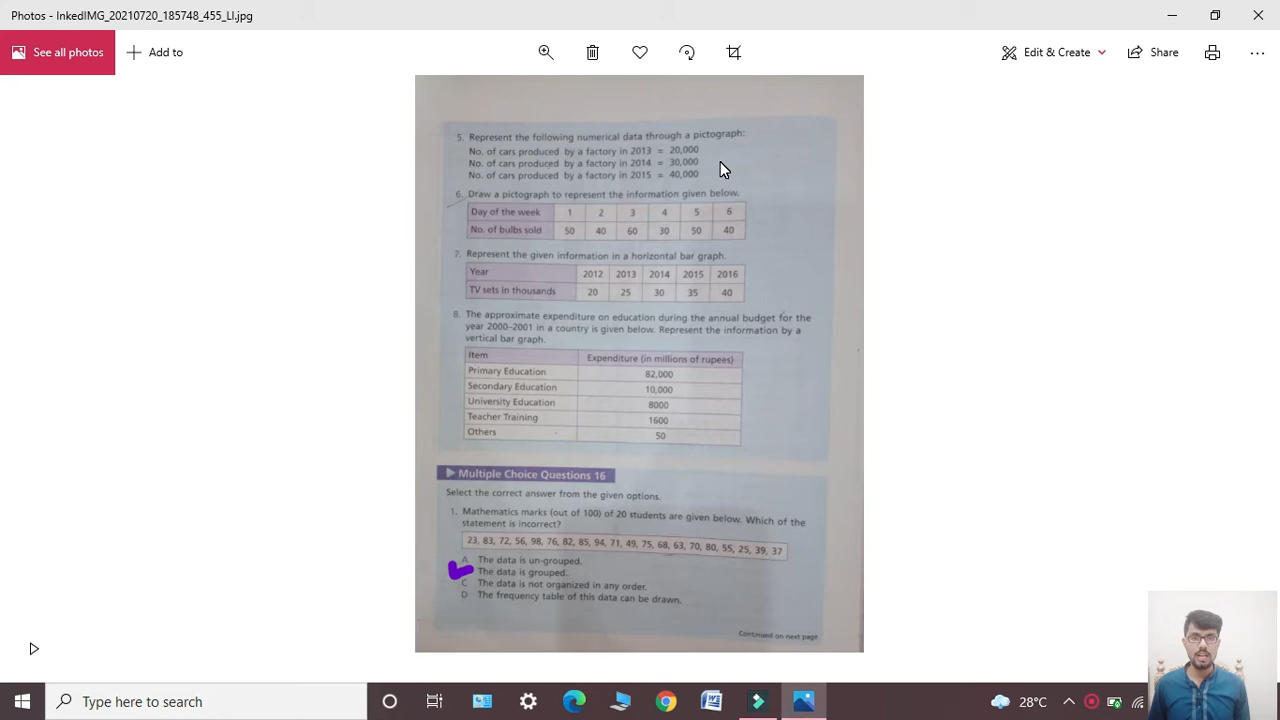 Photos - InkedIMG_20210720_185748_455_LI.jpg
See all photos
Add to
Edit & Create
Share
5. Represent the following numerical data through a pictograph:
No. of cars produced by a factory in 2013 = 20,000
No. of cars produced by a factory in 2014 = 30,000
No. of cars produced by a factory in 2015 = 40,000
6. Draw a pictograph to represent the information given below.
Day of the week 1 2 3 4 5 6
No. of bulbs sold 50 40 60 30 50 40
7. Represent the given information in a horizontal bar graph.
Year 2012 2013 2014 2015 2016
TV sets in thousands 20 25 30 35 40
8. The approximate expenditure on education during the annual budget for the
year 2000–2001 in a country is given below. Represent the information by a
vertical bar graph.
Item Expenditure (in millions of rupees)
Primary Education 82,000
Secondary Education 10,000
University Education 8000
Teacher Training 1600
Others 50
Multiple Choice Questions 16
Select the correct answer from the given options.
1. Mathematics marks (out of 100) of 20 students are given below. Which of the
statement is incorrect?
23, 83, 72, 56, 98, 76, 82, 85, 94, 71, 49, 75, 68, 63, 70, 80, 55, 25, 39, 37
A The data is un-grouped.
The data is grouped.
C The data is not organized in any order.
D The frequency table of this data can be drawn.
Continued on next page
Type here to search
28°C